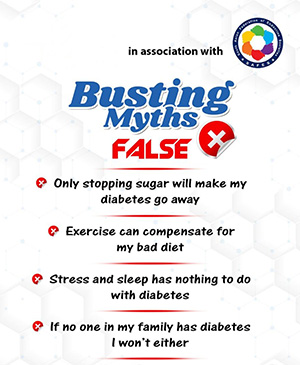 in association with
Busting
Myths
FALSE
Only stopping sugar will make my
diabetes go away
Exercise can compensate for
my bad diet
Stress and sleep has nothing to do
with diabetes
If no one in my family has diabetes
I won't either